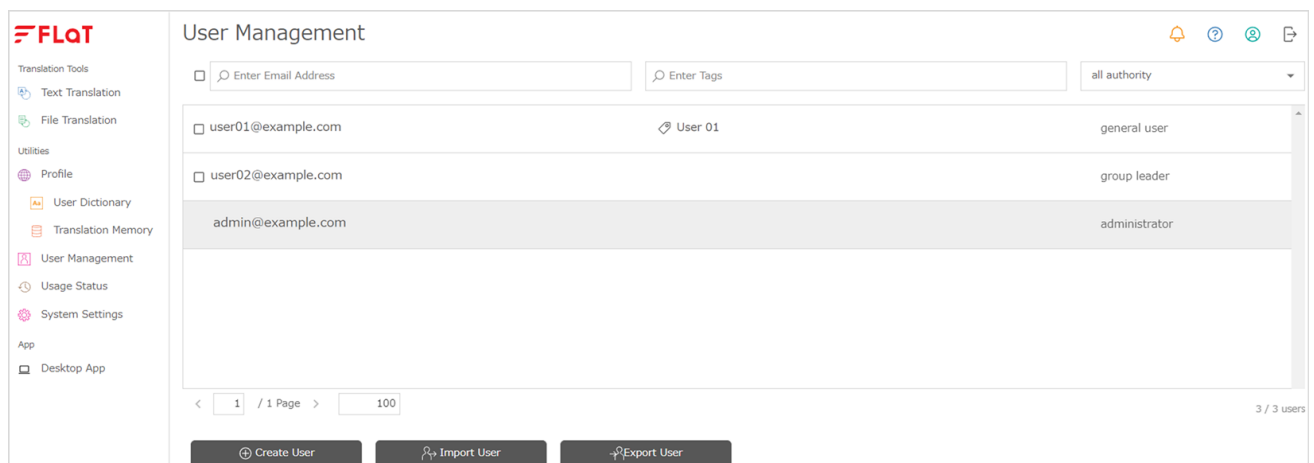 FLaT
User Management
Translation Tools
Text Translation
File Translation
Utilities
Profile
User Dictionary
Translation Memory
User Management
Usage Status
System Settings
App
Desktop App
Enter Email Address Enter Tags all authority
user01@example.com User 01 general user
user02@example.com group leader
admin@example.com administrator
< 1 / 1 Page > 100
3 / 3 users
Create User Import User Export User